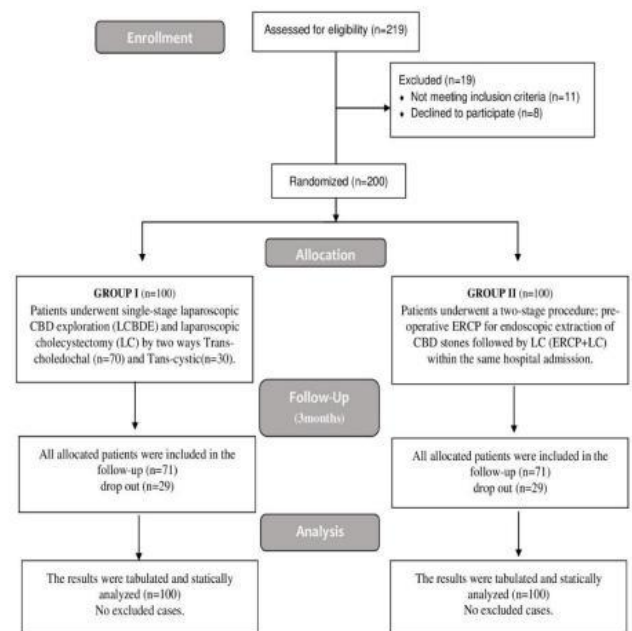 Enrollment
Assessed for eligibility (n=219)
Excluded (n=19)
♦ Not meeting inclusion criteria (n=11)
♦ Declined to participate (n=8)
Randomized (n=200)
Allocation
GROUP I (n=100)
Patients underwent single-stage laparoscopic
CBD exploration (LCBDE) and laparoscopic
cholecystectomy (LC) by two ways Trans-
choledochal (n=70) and Tans-cystic(n=30).
GROUP II (n=100)
Patients underwent a two-stage procedure; pre-
operative ERCP for endoscopic extraction of
CBD stones followed by LC (ERCP+LC)
within the same hospital admission.
Follow-Up
(3months)
All allocated patients were included in the
follow-up (n=71)
drop out (n=29)
All allocated patients were included in the
follow-up (n=71)
drop out (n=29)
Analysis
The results were tabulated and statically
analyzed (n=100)
No excluded cases.
The results were tabulated and statically
analyzed (n=100)
No excluded cases.